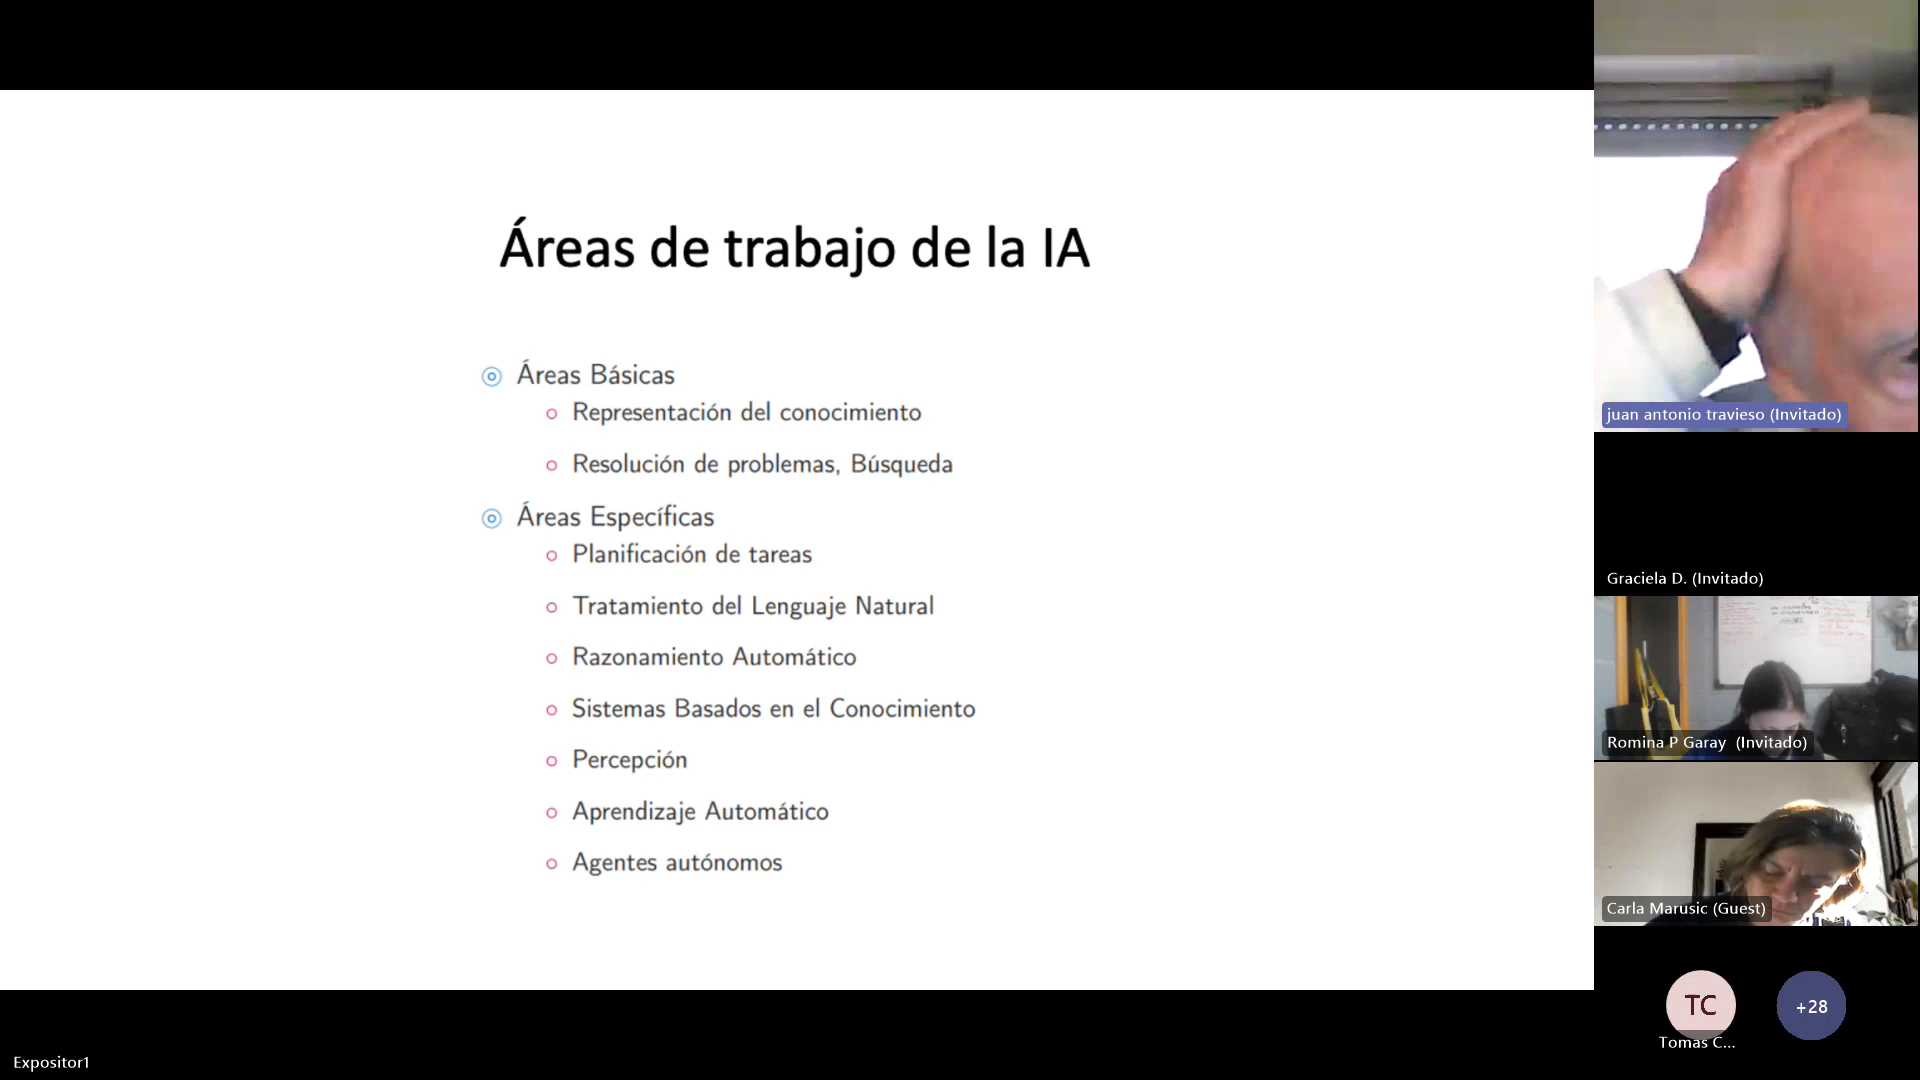 Áreas de trabajo de la IA
Áreas Básicas
Representación del conocimiento
Resolución de problemas, Búsqueda
Áreas Específicas
Planificación de tareas
Tratamiento del Lenguaje Natural
Razonamiento Automático
Sistemas Basados en el Conocimiento
Percepción
Aprendizaje Automático
Agentes autónomos
juan antonio travieso (Invitado)
Graciela D. (Invitado)
Romina P Garay (Invitado)
Carla Marusic (Guest)
TC
+28
Tomas C...
Expositor1